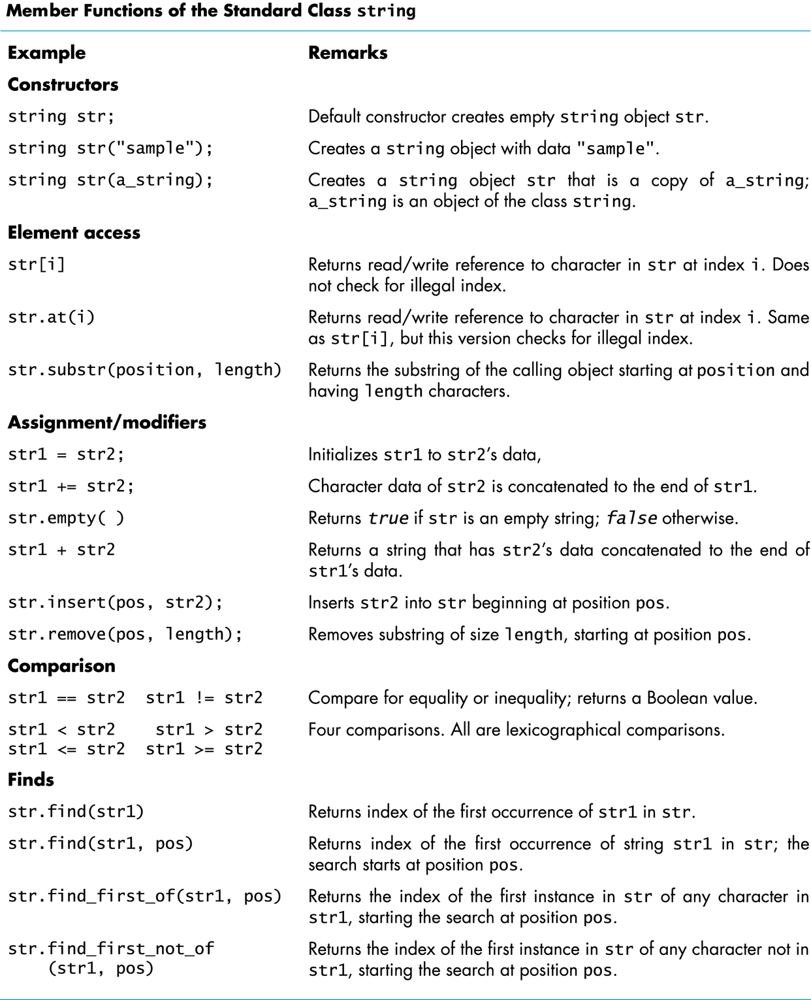 Member Functions of the Standard Class string
Example Remarks
Constructors
string str; Default constructor creates empty string object str.
string str("sample"); Creates a string object with data "sample".
string str(a_string); Creates a string object str that is a copy of a_string;
a_string is an object of the class string.
Element access
str[i] Returns read/write reference to character in str at index i. Does
not check for illegal index.
str.at(i) Returns read/write reference to character in str at index i. Same
as str[i], but this version checks for illegal index.
str.substr(position, length) Returns the substring of the calling object starting at position and
having length characters.
Assignment/modifiers
str1 = str2; Initializes str1 to str2's data,
str1 += str2; Character data of str2 is concatenated to the end of str1.
str.empty( ) Returns true if str is an empty string; false otherwise.
str1 + str2 Returns a string that has str2's data concatenated to the end of
str1's data.
str.insert(pos, str2); Inserts str2 into str beginning at position pos.
str.remove(pos, length); Removes substring of size length, starting at position pos.
Comparison
str1 == str2 str1 != str2 Compare for equality or inequality; returns a Boolean value.
str1 < str2 str1 > str2 Four comparisons. All are lexicographical comparisons.
str1 <= str2 str1 >= str2
Finds
str.find(str1) Returns index of the first occurrence of str1 in str.
str.find(str1, pos) Returns index of the first occurrence of string str1 in str; the
search starts at position pos.
str.find_first_of(str1, pos) Returns the index of the first instance in str of any character in
str1, starting the search at position pos.
str.find_first_not_of Returns the index of the first instance in str of any character not in
(str1, pos) str1, starting the search at position pos.